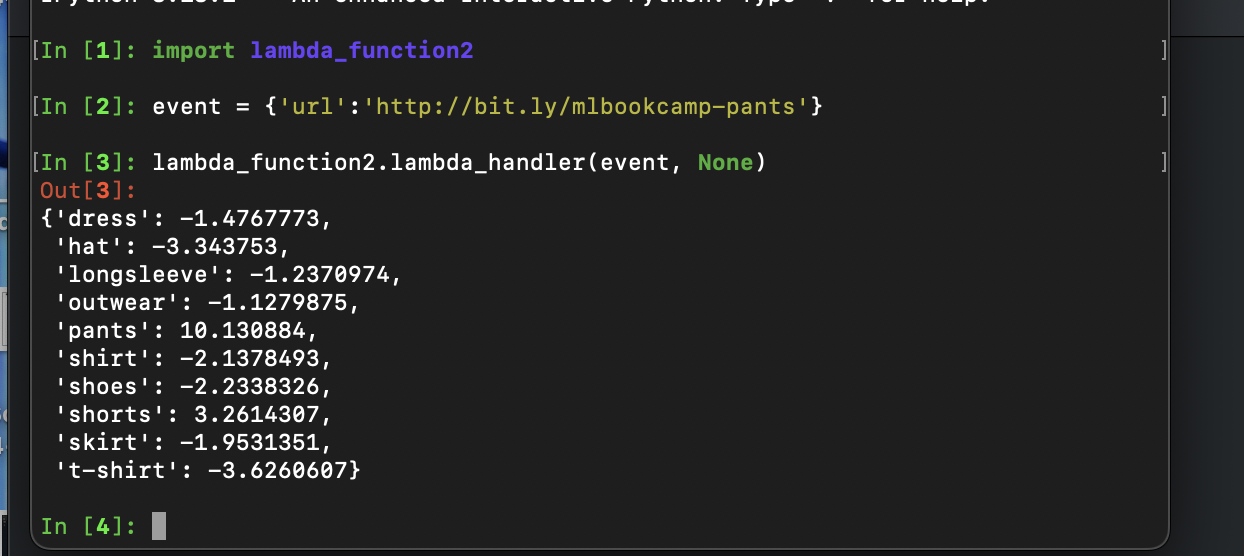 An enhanced Interactive Python. Type '?' for help.
[In [1]: import lambda_function2 ]
[In [2]: event = {'url':'http://bit.ly/mlbookcamp-pants'} ]
[In [3]: lambda_function2.lambda_handler(event, None) ]
Out[3]:
{'dress': -1.4767773,
'hat': -3.343753,
'longsleeve': -1.2370974,
'outwear': -1.1279875,
'pants': 10.130884,
'shirt': -2.1378493,
'shoes': -2.2338326,
'shorts': 3.2614307,
'skirt': -1.9531351,
't-shirt': -3.6260607}
In [4]: